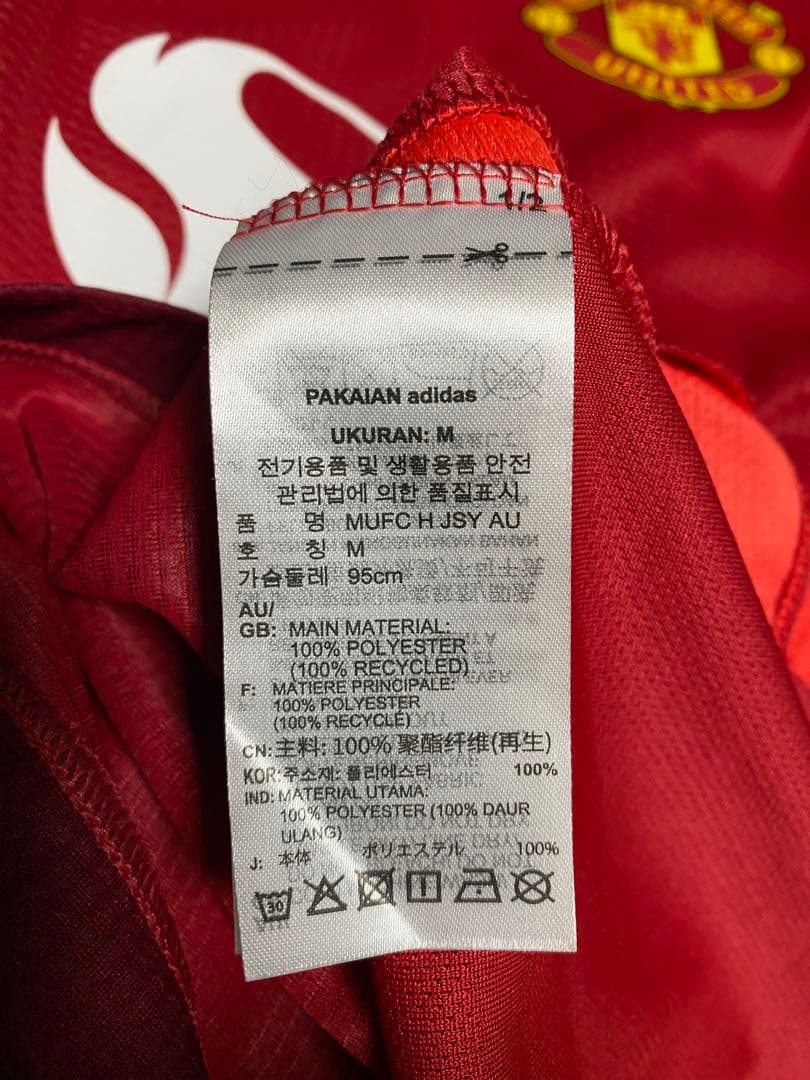 UNITED
1/2
PAKAIAN adidas
UKURAN: M
전기용품 및 생활용품 안전
관리법에 의한 품질표시
품 명 MUFC H JSY AU
호 칭 M
가슴둘레 95cm
AU/
GB: MAIN MATERIAL:
100% POLYESTER
(100% RECYCLED)
F: MATIERE PRINCIPALE:
100% POLYESTER
(100% RECYCLÉ)
CN: 主料: 100% 聚酯纤维(再生)
KOR: 주소재: 폴리에스터 100%
IND: MATERIAL UTAMA:
100% POLYESTER (100% DAUR
ULANG)
J: 本体 ポリエステル 100%
30